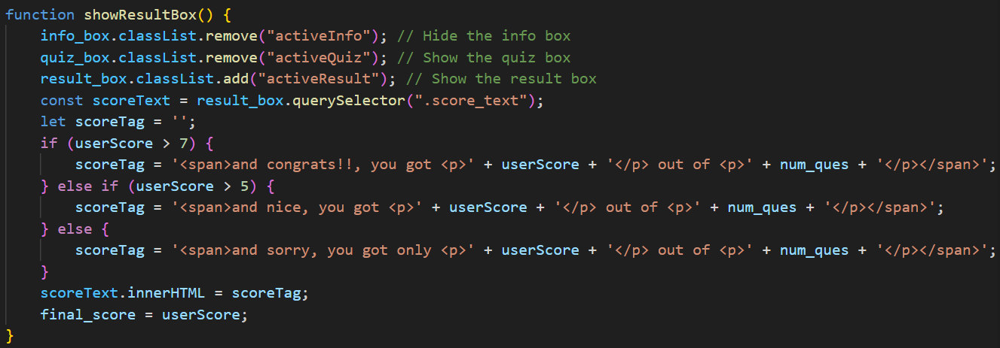 function showResultBox() {
    info_box.classList.remove("activeInfo"); // Hide the info box
    quiz_box.classList.remove("activeQuiz"); // Show the quiz box
    result_box.classList.add("activeResult"); // Show the result box
    const scoreText = result_box.querySelector(".score_text");
    let scoreTag = '';
    if (userScore > 7) {
        scoreTag = '<span>and congrats!!, you got <p>' + userScore + '</p> out of <p>' + num_ques + '</p></span>';
    } else if (userScore > 5) {
        scoreTag = '<span>and nice, you got <p>' + userScore + '</p> out of <p>' + num_ques + '</p></span>';
    } else {
        scoreTag = '<span>and sorry, you got only <p>' + userScore + '</p> out of <p>' + num_ques + '</p></span>';
    }
    scoreText.innerHTML = scoreTag;
    final_score = userScore;
}